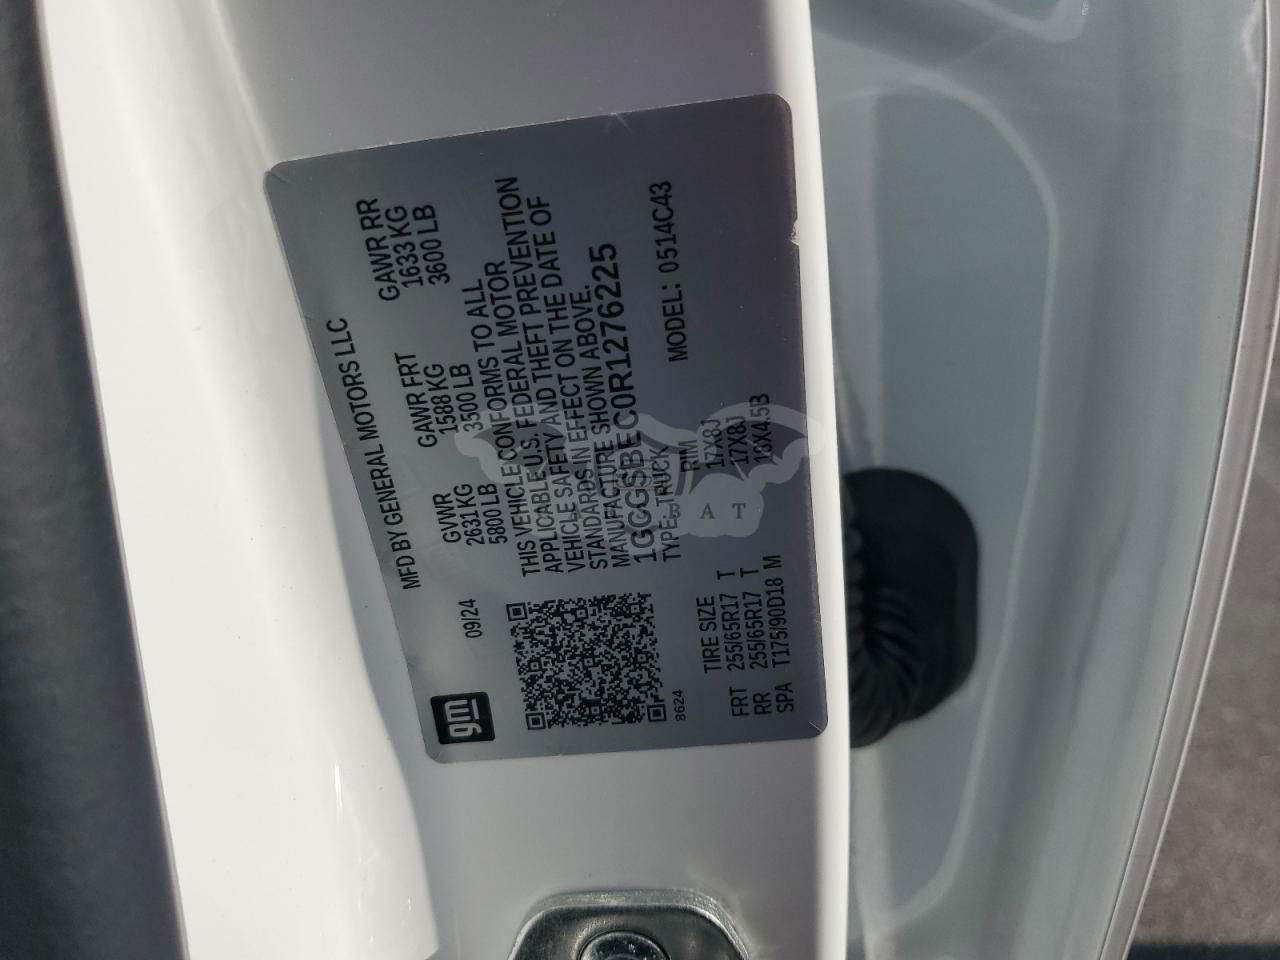 MFD BY GENERAL MOTORS LLC
gm
09/24
GVWR GAWR FRT GAWR RR
2631 KG 1588 KG 1633 KG
5800 LB 3500 LB 3600 LB
THIS VEHICLE CONFORMS TO ALL
APPLICABLE U.S. FEDERAL MOTOR
VEHICLE SAFETY AND THEFT PREVENTION
STANDARDS IN EFFECT ON THE DATE OF
MANUFACTURE SHOWN ABOVE.
1GCGSBEC0R1276225
TYPE: TRUCK MODEL: 0514C43
8624
TIRE SIZE RIM
FRT 255/65R17 T 17X8J
RR 255/65R17 T 17X8J
SPA T175/90D18 M 18X4.5B
BAT